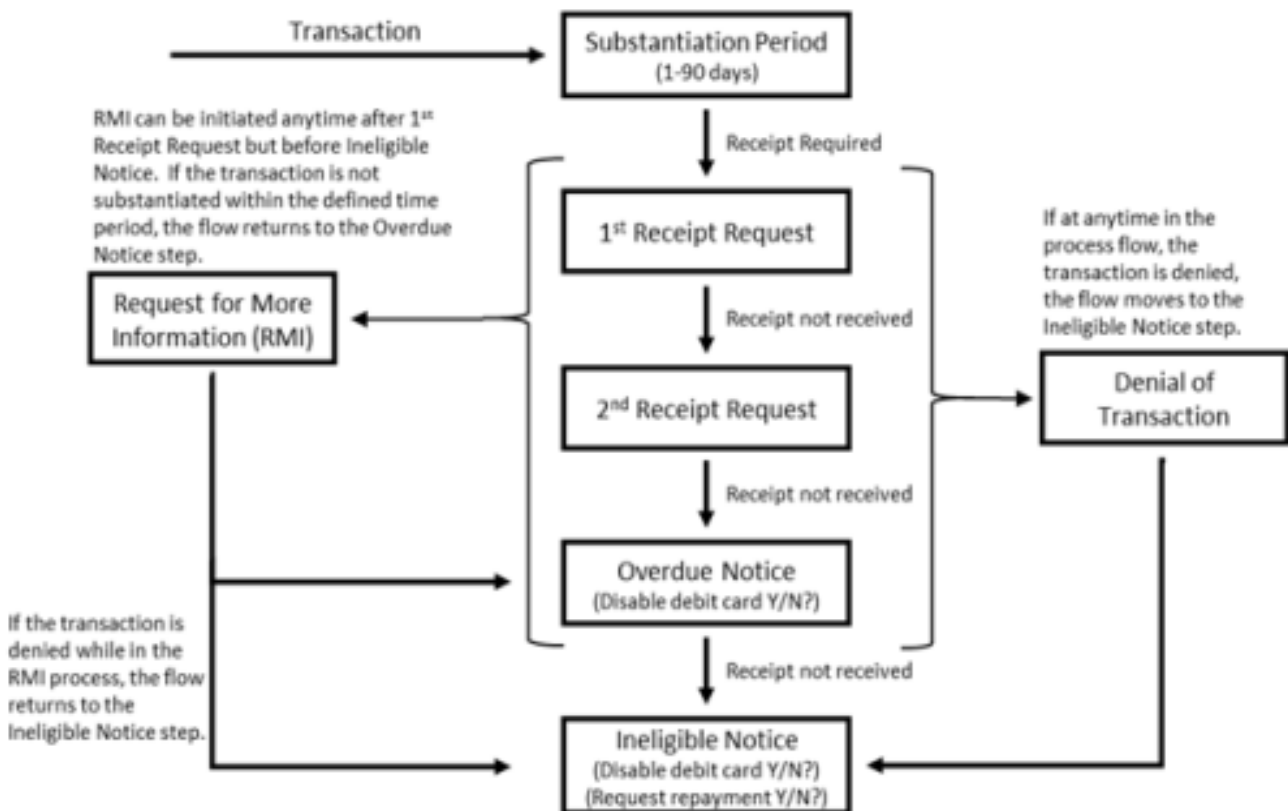 Transaction
Substantiation Period
(1-90 days)
RMI can be initiated anytime after 1st
Receipt Request but before Ineligible
Notice. If the transaction is not
substantiated within the defined time
period, the flow returns to the Overdue
Notice step.
Receipt Required
1st Receipt Request
If at anytime in the
process flow, the
transaction is denied,
the flow moves to the
Ineligible Notice step.
Request for More
Information (RMI)
Receipt not received
2nd Receipt Request
Denial of
Transaction
Receipt not received
Overdue Notice
(Disable debit card Y/N?)
If the transaction is
denied while in the
RMI process, the flow
returns to the
Ineligible Notice step.
Receipt not received
Ineligible Notice
(Disable debit card Y/N?)
(Request repayment Y/N?)